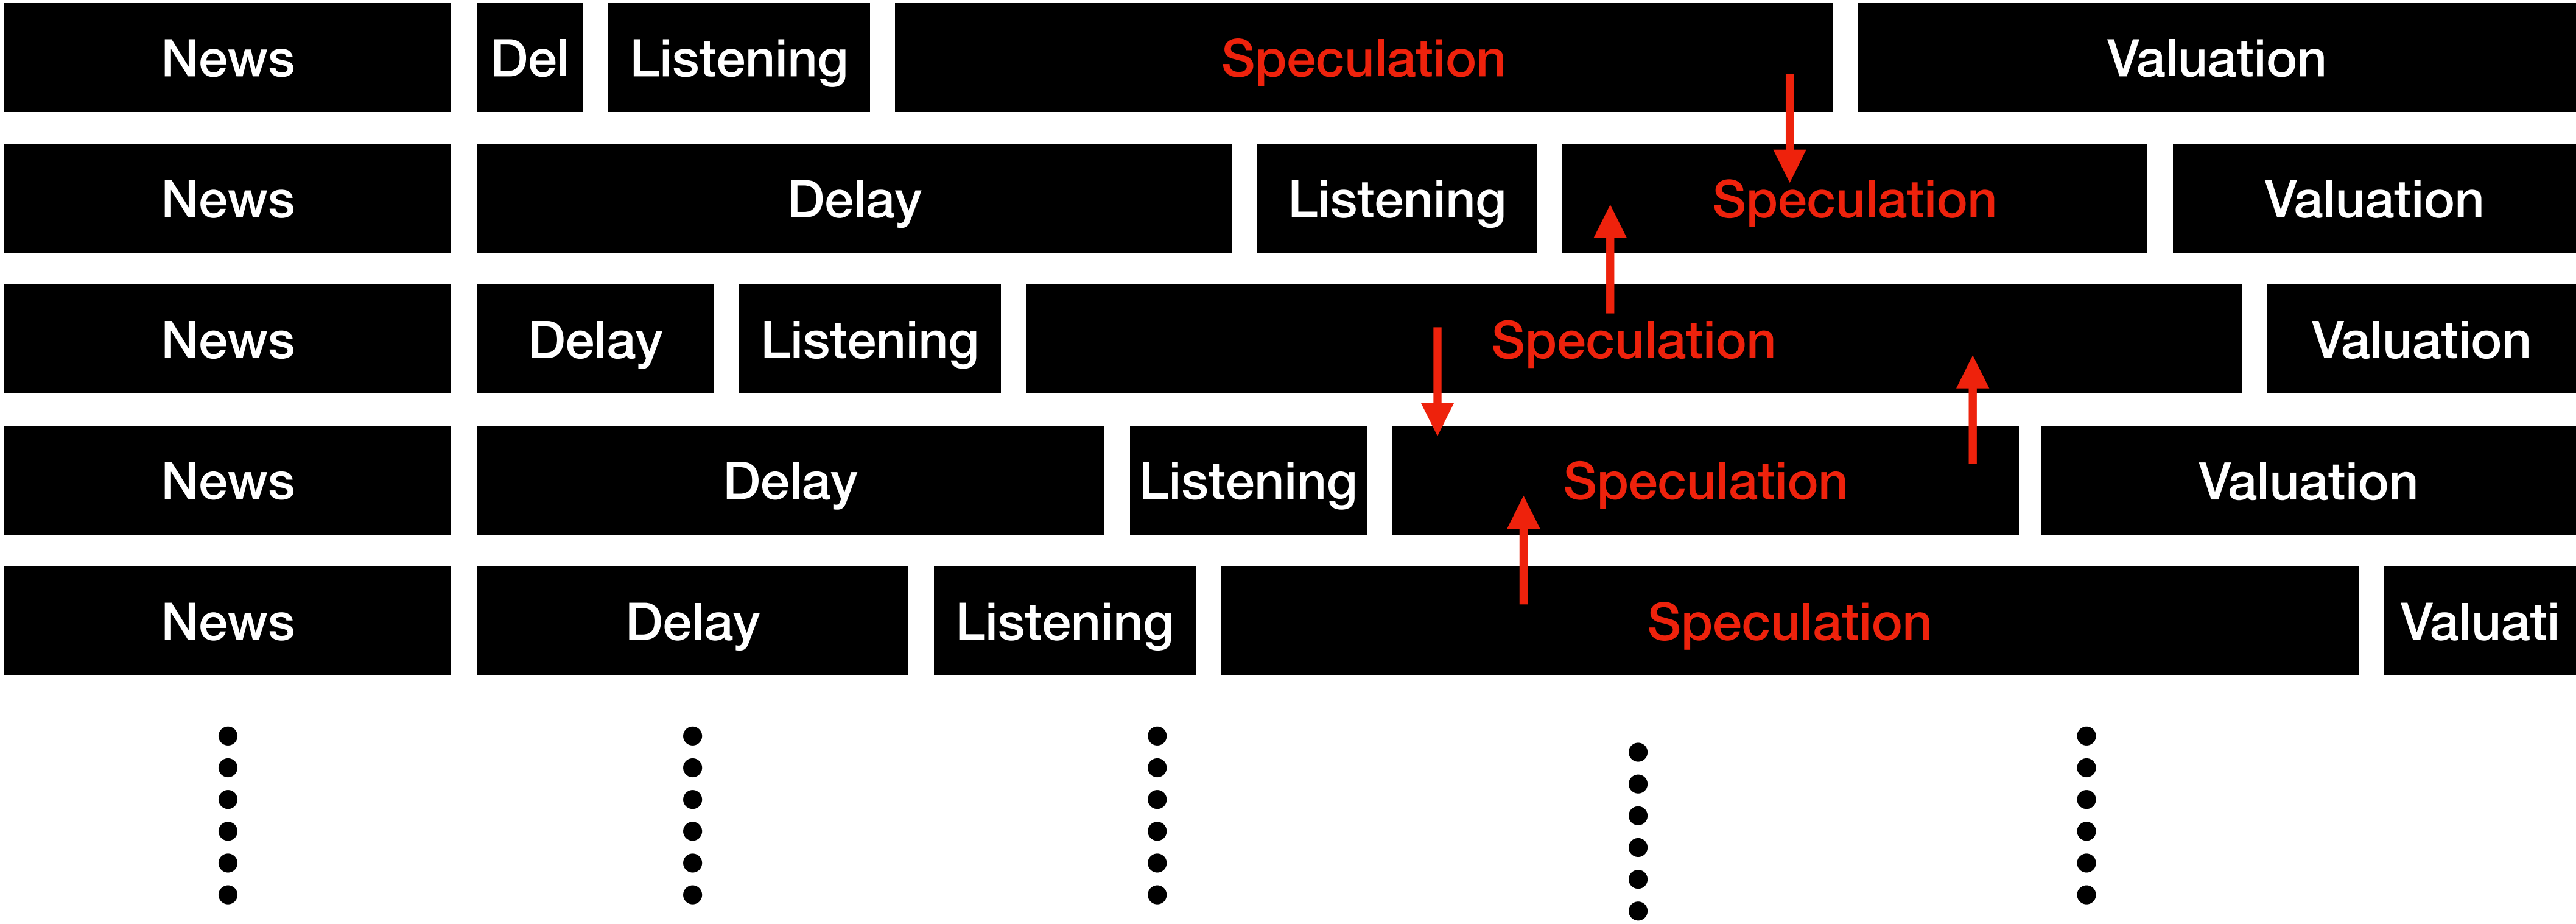 News Del Listening Speculation Valuation
News Delay Listening Speculation Valuation
News Delay Listening Speculation Valuation
News Delay Listening Speculation Valuation
News Delay Listening Speculation Valuati